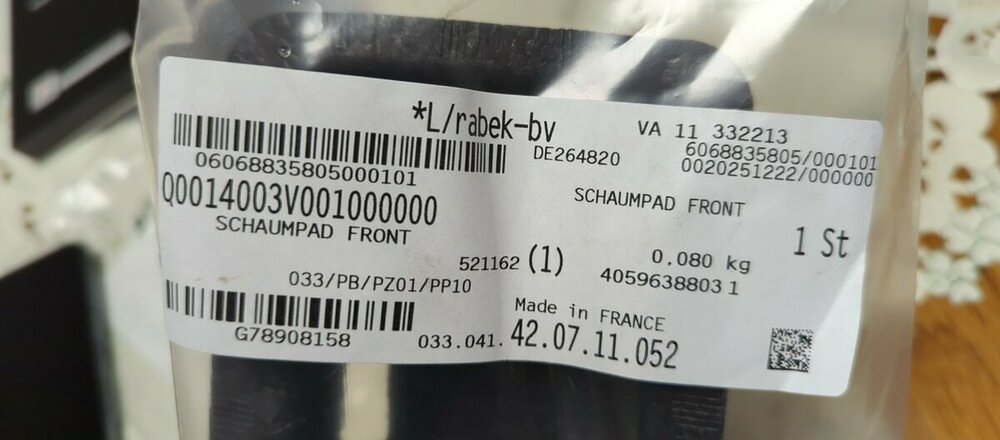 *L/rabek-bv
VA 11 332213
DE264820
6068835805/000101
0020251222/000000
06068835805000101
Q0014003V001000000
SCHAUMPAD FRONT
SCHAUMPAD FRONT
1 St
521162 (1)
0.080 kg
4059638803 1
033/PB/PZ01/PP10
Made in FRANCE
G78908158
033.041. 42.07.11.052